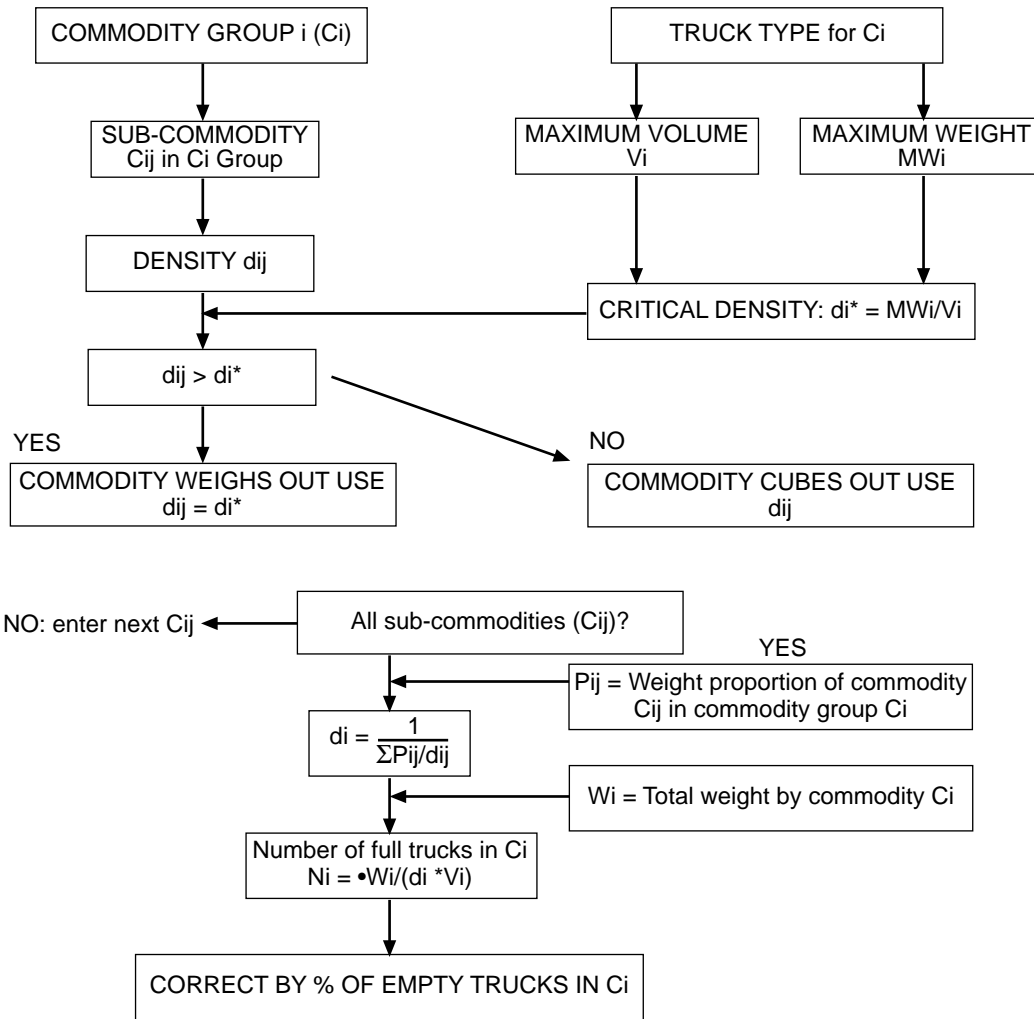 COMMODITY GROUP i (Ci)
TRUCK TYPE for Ci
SUB-COMMODITY
Cij in Ci Group
MAXIMUM VOLUME
Vi
MAXIMUM WEIGHT
MWi
DENSITY dij
CRITICAL DENSITY: di* = MWi/Vi
dij > di*
YES
NO
COMMODITY WEIGHS OUT USE
dij = di*
COMMODITY CUBES OUT USE
dij
NO: enter next Cij
All sub-commodities (Cij)?
YES
Pij = Weight proportion of commodity
Cij in commodity group Ci
di = 1
ΣPij/dij
Wi = Total weight by commodity Ci
Number of full trucks in Ci
Ni = •Wi/(di *Vi)
CORRECT BY % OF EMPTY TRUCKS IN Ci